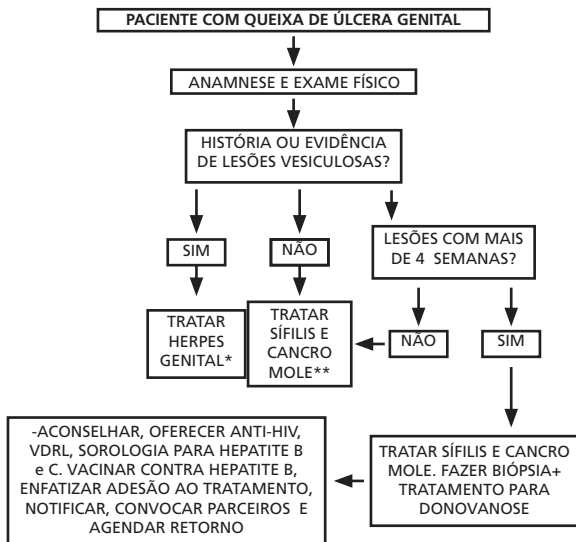 PACIENTE COM QUEIXA DE ÚLCERA GENITAL
ANAMNESE E EXAME FÍSICO
HISTÓRIA OU EVIDÊNCIA
DE LESÕES VESICULOSAS?
SIM
NÃO
LESÕES COM MAIS
DE 4 SEMANAS?
TRATAR
HERPES
GENITAL*
TRATAR
SÍFILIS E
CANCRO
MOLE**
NÃO
SIM
-ACONSELHAR, OFERECER ANTI-HIV,
VDRL, SOROLOGIA PARA HEPATITE B
e C. VACINAR CONTRA HEPATITE B,
ENFATIZAR ADESÃO AO TRATAMENTO,
NOTIFICAR, CONVOCAR PARCEIROS E
AGENDAR RETORNO
TRATAR SÍFILIS E CANCRO
MOLE. FAZER BIÓPSIA+
TRATAMENTO PARA
DONOVANOSE